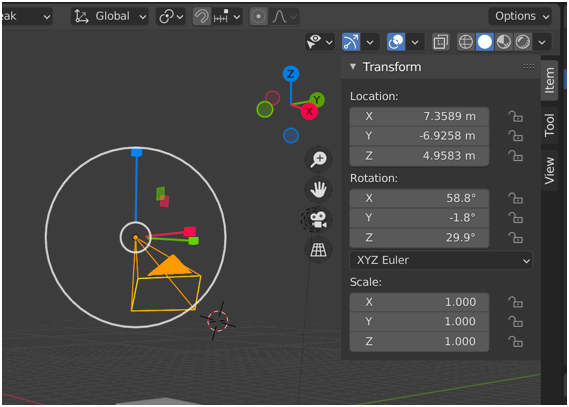 eak
Global
Options
Z
Y
X
Transform
Location:
X 7.3589 m
Y -6.9258 m
Z 4.9583 m
Rotation:
X 58.8°
Y -1.8°
Z 29.9°
XYZ Euler
Scale:
X 1.000
Y 1.000
Z 1.000
Item
Tool
View